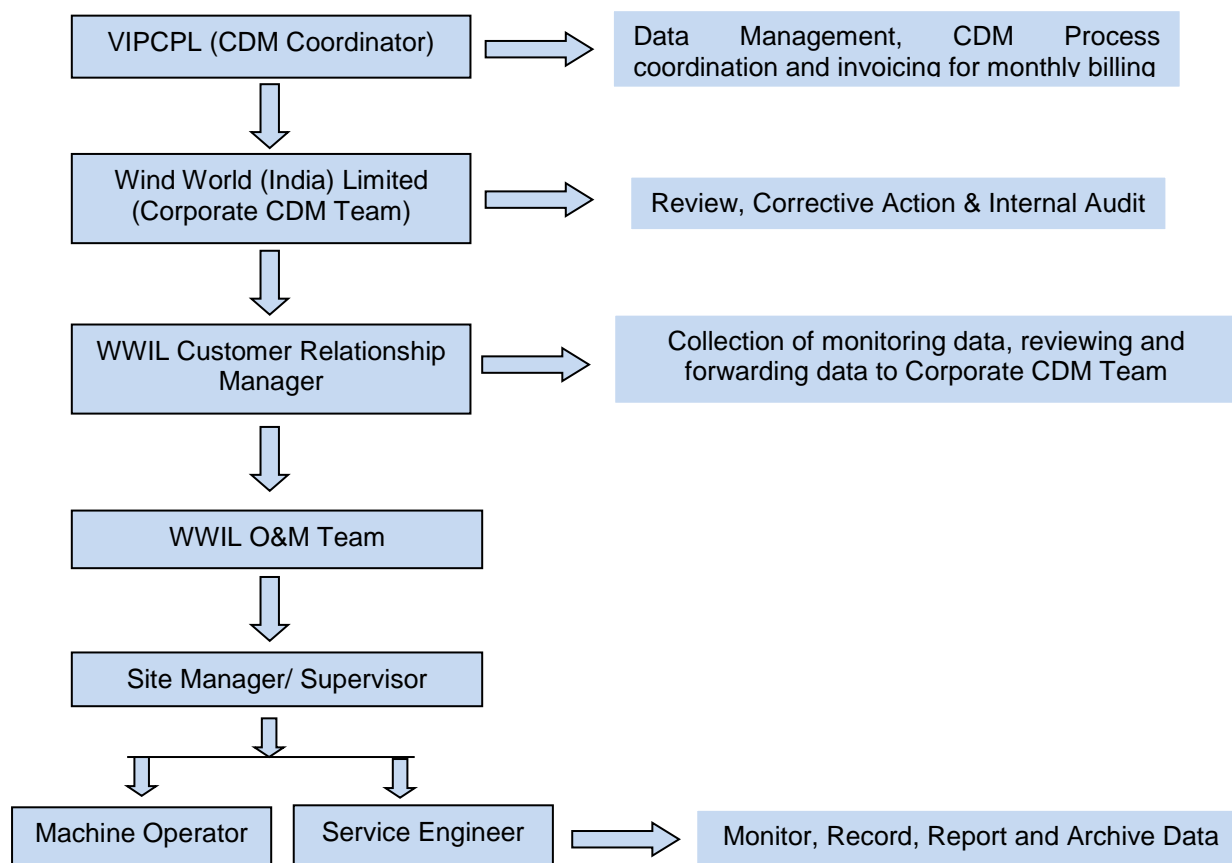 VIPCPL (CDM Coordinator)
Data Management, CDM Process
coordination and invoicing for monthly billing
Wind World (India) Limited
(Corporate CDM Team)
Review, Corrective Action & Internal Audit
WWIL Customer Relationship
Manager
Collection of monitoring data, reviewing and
forwarding data to Corporate CDM Team
WWIL O&M Team
Site Manager/ Supervisor
Machine Operator
Service Engineer
Monitor, Record, Report and Archive Data